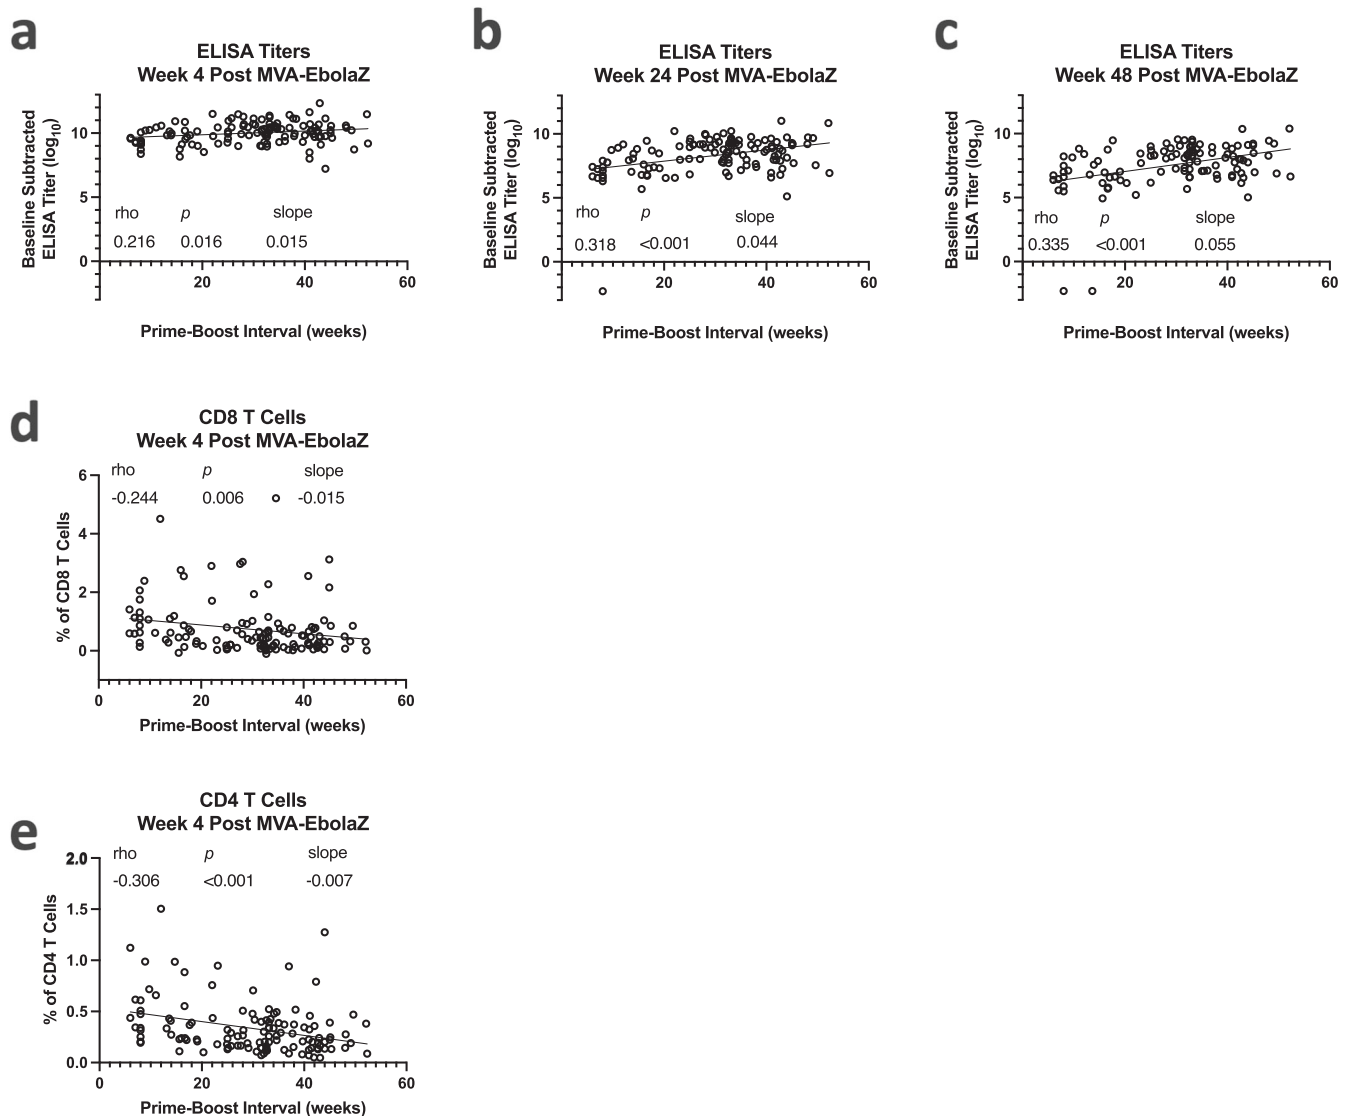 a
ELISA Titers
Week 4 Post MVA-EbolaZ
Baseline Subtracted
ELISA Titer (log10)
10
5
0
rho p slope
0.216 0.016 0.015
20 40 60
Prime-Boost Interval (weeks)
b
ELISA Titers
Week 24 Post MVA-EbolaZ
Baseline Subtracted
ELISA Titer (log10)
10
5
0
rho p slope
0.318 <0.001 0.044
20 40 60
Prime-Boost Interval (weeks)
c
ELISA Titers
Week 48 Post MVA-EbolaZ
Baseline Subtracted
ELISA Titer (log10)
10
5
0
rho p slope
0.335 <0.001 0.055
20 40 60
Prime-Boost Interval (weeks)
d
CD8 T Cells
Week 4 Post MVA-EbolaZ
% of CD8 T Cells
6
4
2
0
rho p slope
-0.244 0.006 -0.015
0 20 40 60
Prime-Boost Interval (weeks)
e
CD4 T Cells
Week 4 Post MVA-EbolaZ
% of CD4 T Cells
2.0
1.5
1.0
0.5
0.0
rho p slope
-0.306 <0.001 -0.007
0 20 40 60
Prime-Boost Interval (weeks)